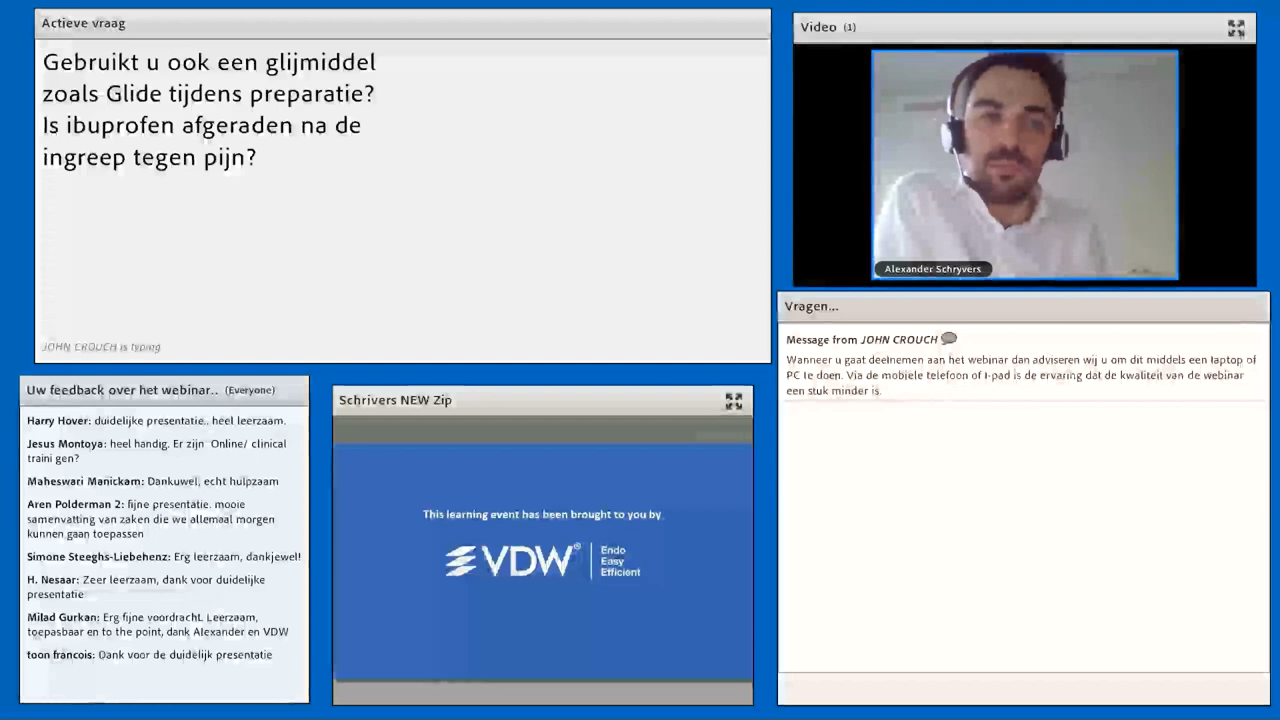 Actieve vraag
Gebruikt u ook een glijmiddel
zoals Glide tijdens preparatie?
Is ibuprofen afgeraden na de
ingreep tegen pijn?
JOHN CROUCH is typing
Video (1)
Alexander Schryvers
Vragen...
Message from JOHN CROUCH
Wanneer u gaat deelnemen aan het webinar dan adviseren wij u om dit middels een laptop of
PC te doen. Via de mobiele telefoon of I-pad is de ervaring dat de kwaliteit van de webinar
een stuk minder is.
Uw feedback over het webinar.. (Everyone)
Harry Hover: duidelijke presentatie.. heel leerzaam.
Jesus Montoya: heel handig. Er zijn Online/ clinical
traini gen?
Maheswari Manickam: Dankuwel, echt hulpzaam
Aren Polderman 2: fijne presentatie. mooie
samenvatting van zaken die we allemaal morgen
kunnen gaan toepassen
Simone Steeghs-Liebehenz: Erg leerzaam, dankjewel!
H. Nesaar: Zeer leerzaam, dank voor duidelijke
presentatie
Milad Gurkan: Erg fijne voordracht. Leerzaam,
toepasbaar en to the point, dank Alexander en VDW
toon francois: Dank voor de duidelijk presentatie
Schrivers NEW Zip
This learning event has been brought to you by
VDW®
Endo
Easy
Efficient